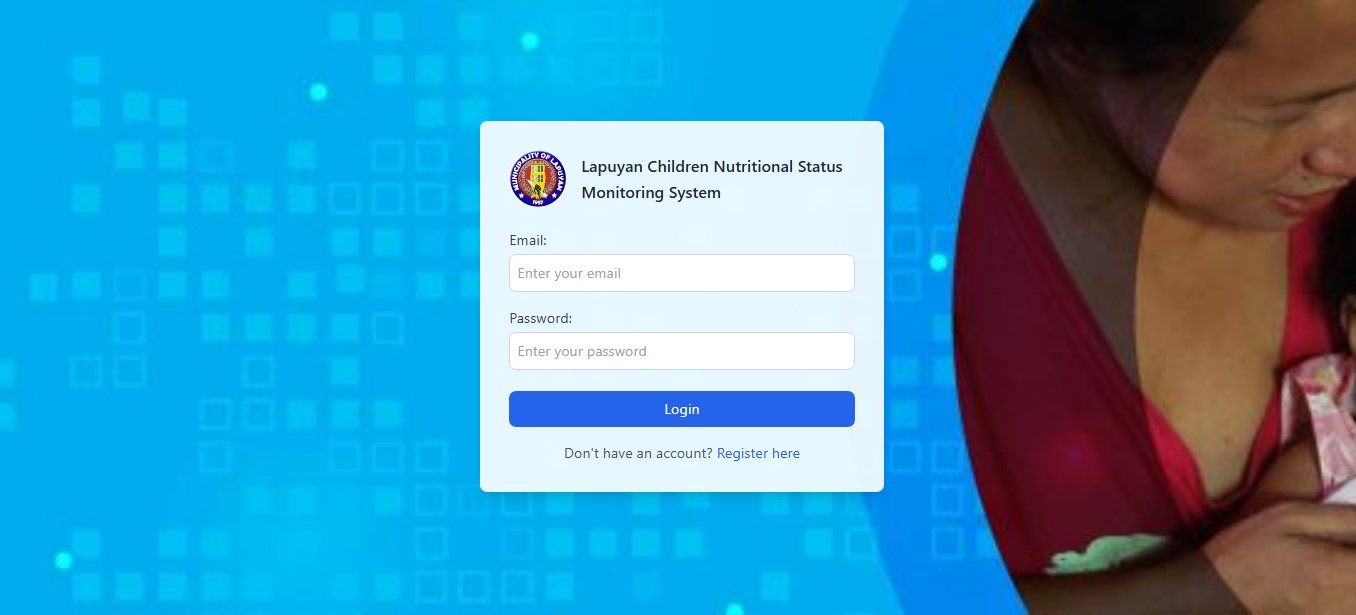 MUNICIPALITY OF LAPUYAN
1957
Lapuyan Children Nutritional Status
Monitoring System
Email:
Enter your email
Password:
Enter your password
Login
Don't have an account? Register here